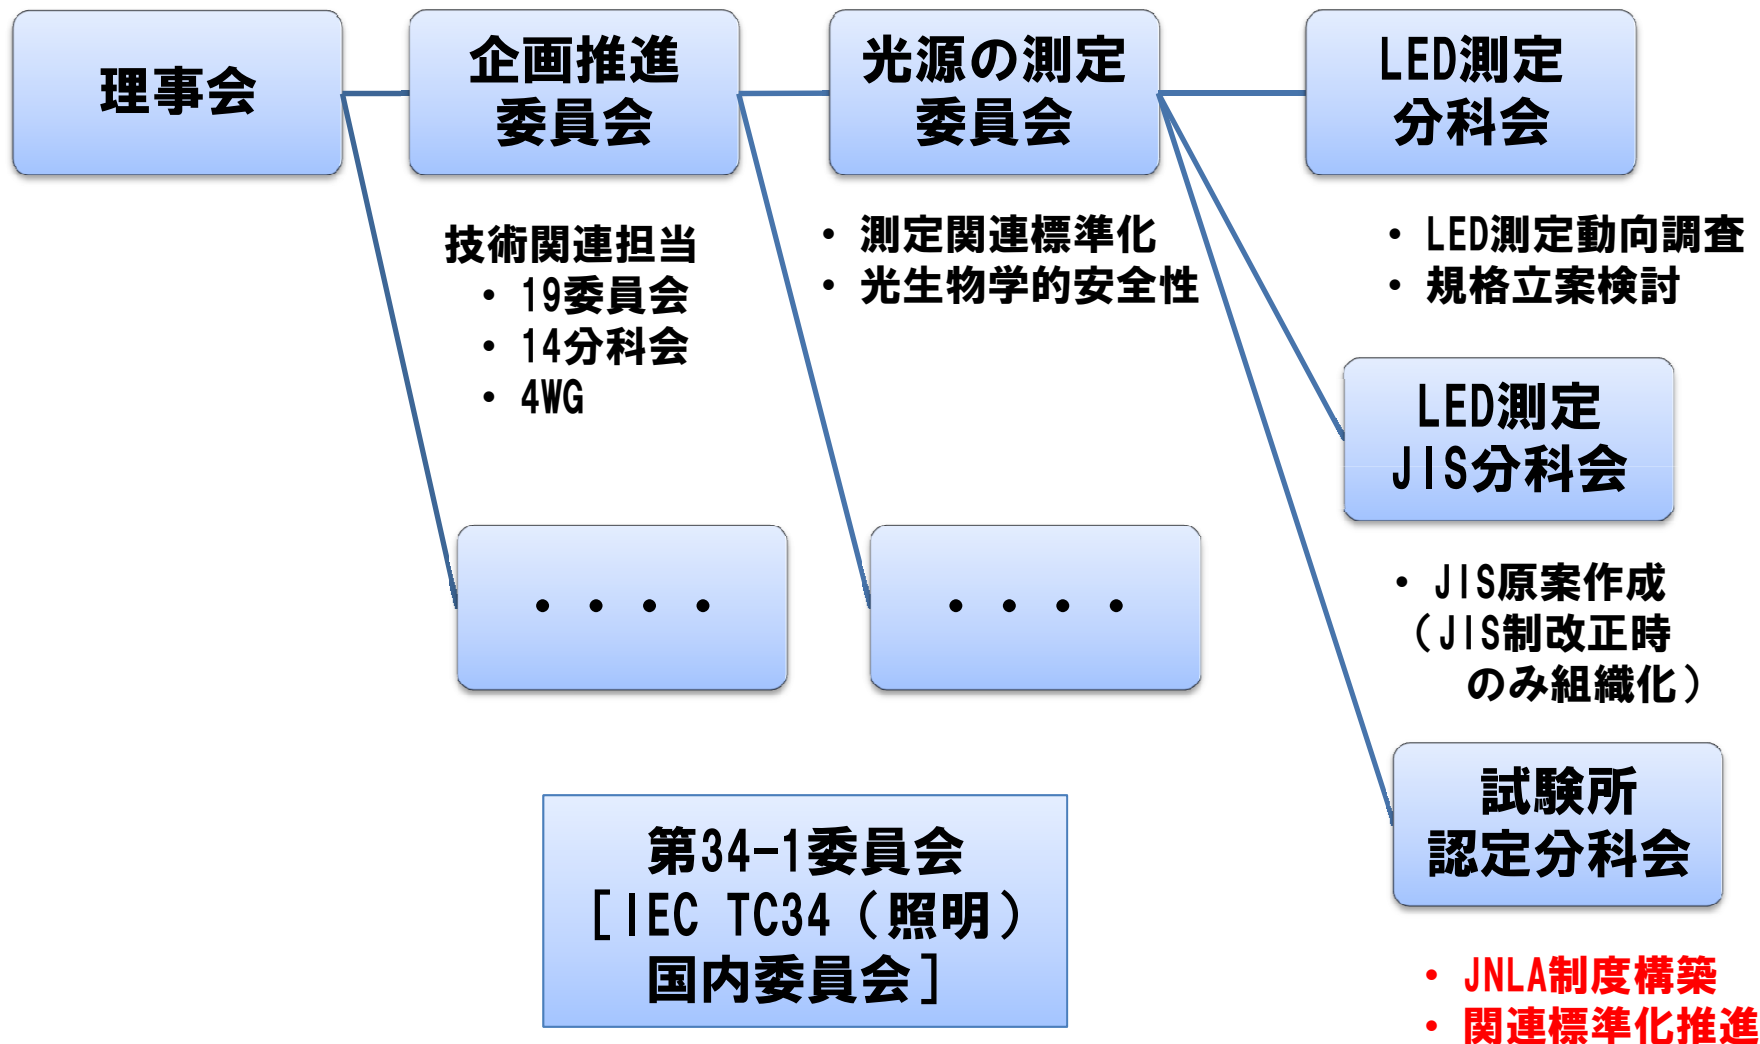 理事会
企画推進
委員会
技術関連担当
・ 19委員会
・ 14分科会
・ 4WG
・・・・
光源の測定
委員会
・ 測定関連標準化
・ 光生物学的安全性
・・・・
LED測定
分科会
・ LED測定動向調査
・ 規格立案検討
LED測定
JIS分科会
・ JIS原案作成
（JIS制改正時
のみ組織化）
試験所
認定分科会
・ JNLA制度構築
・ 関連標準化推進
第34-1委員会
［IEC TC34（照明）
国内委員会］